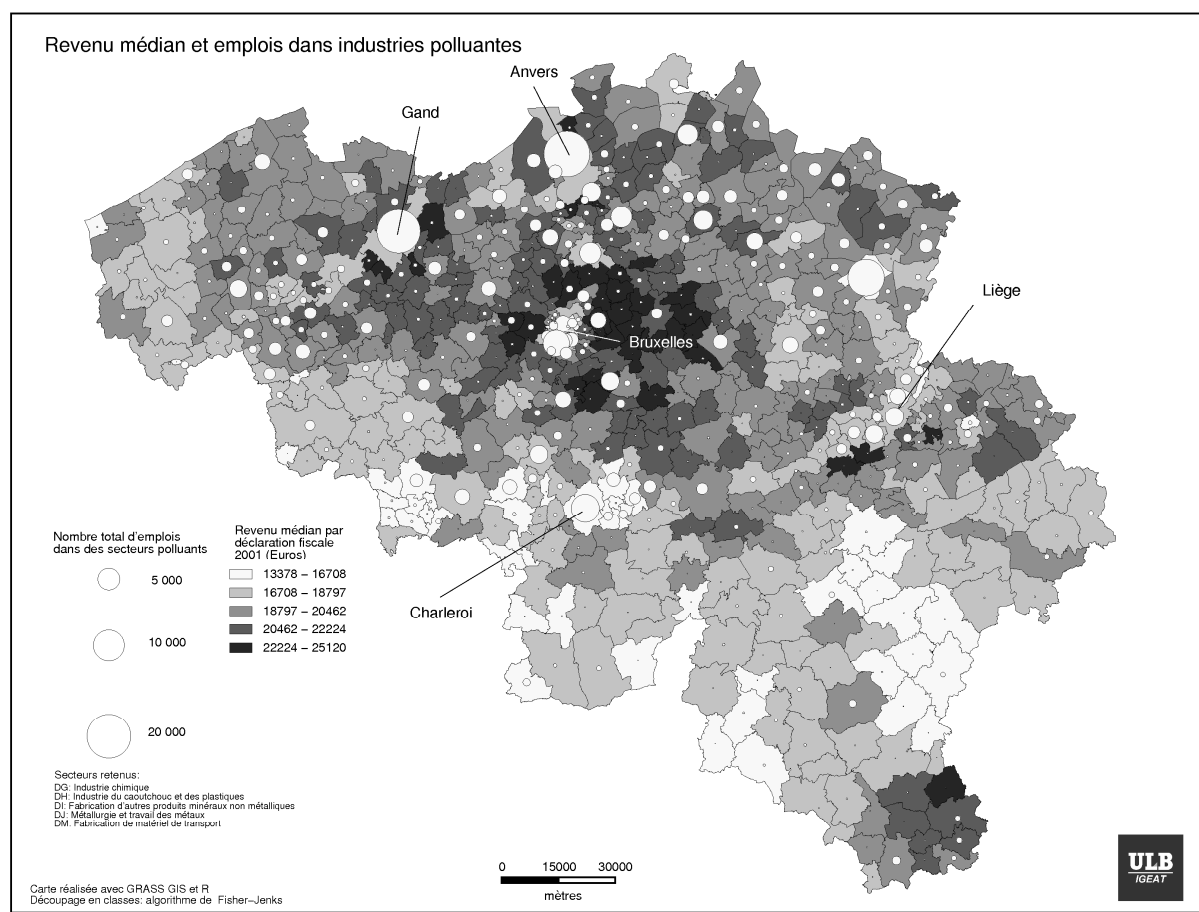 Revenu médian et emplois dans industries polluantes
Anvers
Gand
Liège
Bruxelles
Charleroi
Nombre total d'emplois
dans des secteurs polluants
5 000
10 000
20 000
Revenu médian par
déclaration fiscale
2001 (Euros)
13378 – 16708
16708 – 18797
18797 – 20462
20462 – 22224
22224 – 25120
Secteurs retenus:
DG: Industrie chimique
DH: Industrie du caoutchouc et des plastiques
DI: Fabrication d'autres produits minéraux non métalliques
DJ: Métallurgie et travail des métaux
DM: Fabrication de matériel de transport
0 15000 30000
mètres
Carte réalisée avec GRASS GIS et R
Découpage en classes: algorithme de Fisher–Jenks
ULB
IGEAT